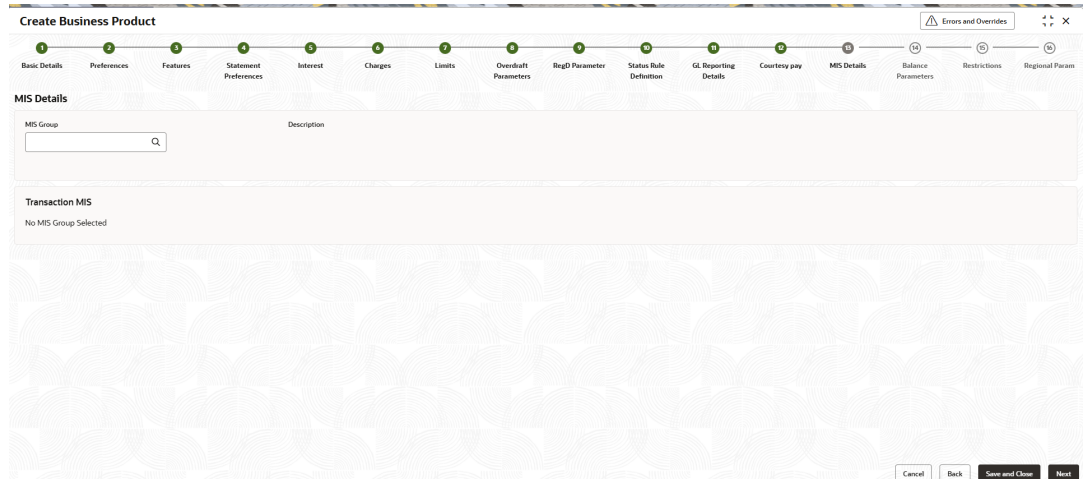 Create Business Product
Errors and Overrides
1 2 3 4 5 6 7 8 9 10 11 12 13 14 15 16
Basic Details Preferences Features Statement Preferences Interest Charges Limits Overdraft Parameters RegD Parameter Status Rule Definition GL Reporting Details Courtesy pay MIS Details Balance Parameters Restrictions Regional Param
MIS Details
MIS Group Description
Transaction MIS
No MIS Group Selected
Cancel Back Save and Close Next